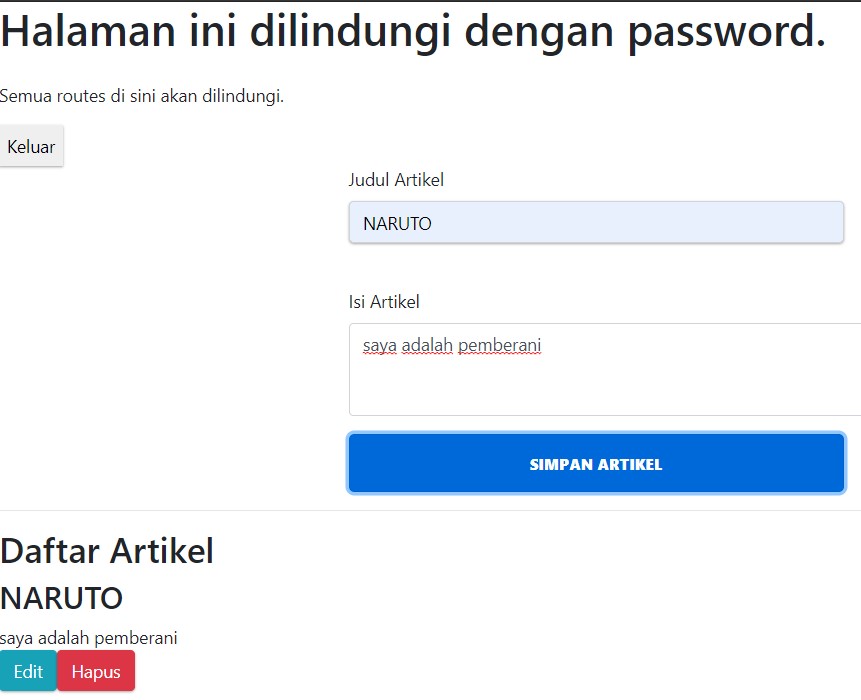 Halaman ini dilindungi dengan password.
Semua routes di sini akan dilindungi.
Keluar
Judul Artikel
NARUTO
Isi Artikel
saya adalah pemberani
SIMPAN ARTIKEL
Daftar Artikel
NARUTO
saya adalah pemberani
Edit Hapus